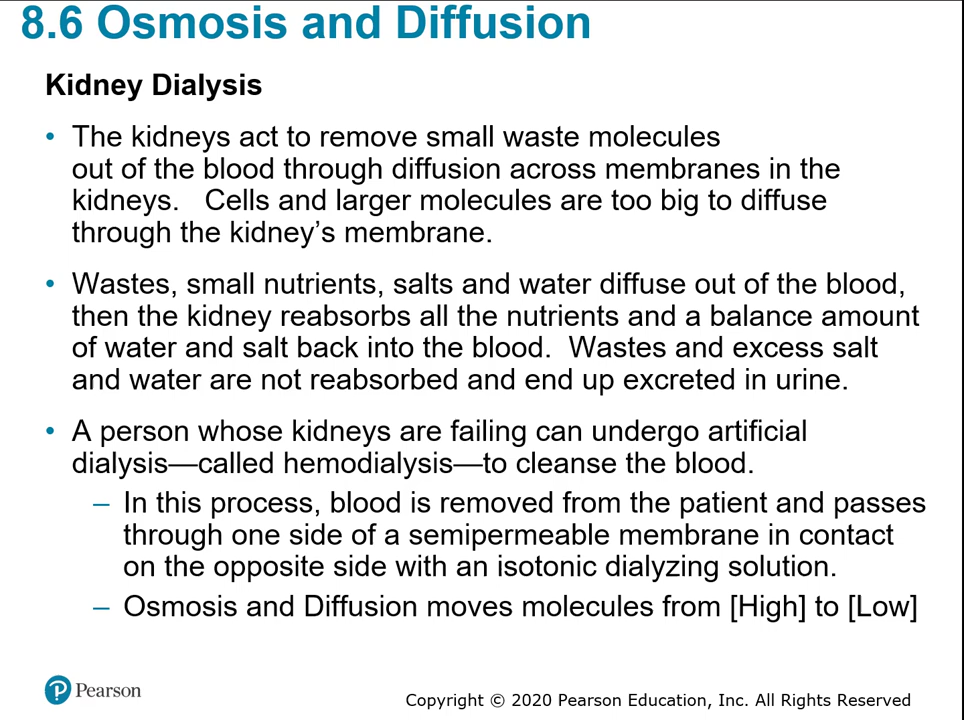 8.6 Osmosis and Diffusion
Kidney Dialysis
• The kidneys act to remove small waste molecules
out of the blood through diffusion across membranes in the
kidneys.   Cells and larger molecules are too big to diffuse
through the kidney’s membrane.
• Wastes, small nutrients, salts and water diffuse out of the blood,
then the kidney reabsorbs all the nutrients and a balance amount
of water and salt back into the blood.  Wastes and excess salt
and water are not reabsorbed and end up excreted in urine.
• A person whose kidneys are failing can undergo artificial
dialysis—called hemodialysis—to cleanse the blood.
– In this process, blood is removed from the patient and passes
through one side of a semipermeable membrane in contact
on the opposite side with an isotonic dialyzing solution.
– Osmosis and Diffusion moves molecules from [High] to [Low]
Pearson
Copyright © 2020 Pearson Education, Inc. All Rights Reserved